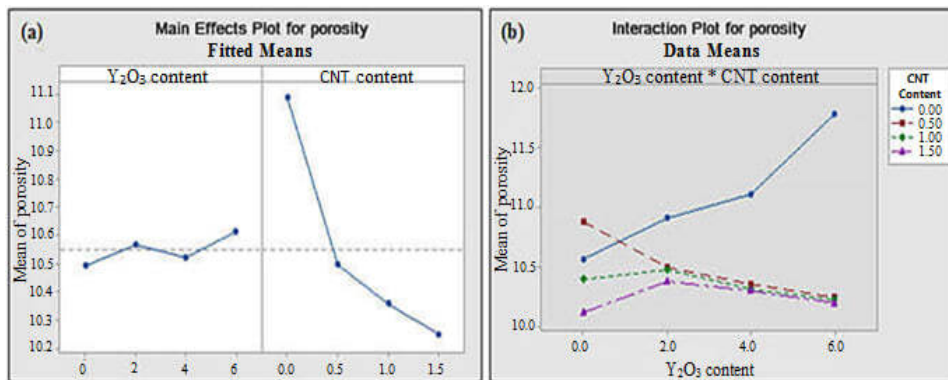 (a)
Main Effects Plot for porosity
Fitted Means
Y₂O₃ content
CNT content
Mean of porosity
11.1
11.0
10.9
10.8
10.7
10.6
10.5
10.4
10.3
10.2
0 2 4 6
0.0 0.5 1.0 1.5
(b)
Interaction Plot for porosity
Data Means
Y₂O₃ content * CNT content
Mean of porosity
12.0
11.5
11.0
10.5
10.0
0.0 2.0 4.0 6.0
Y₂O₃ content
CNT
Content
0.00
0.50
1.00
1.50